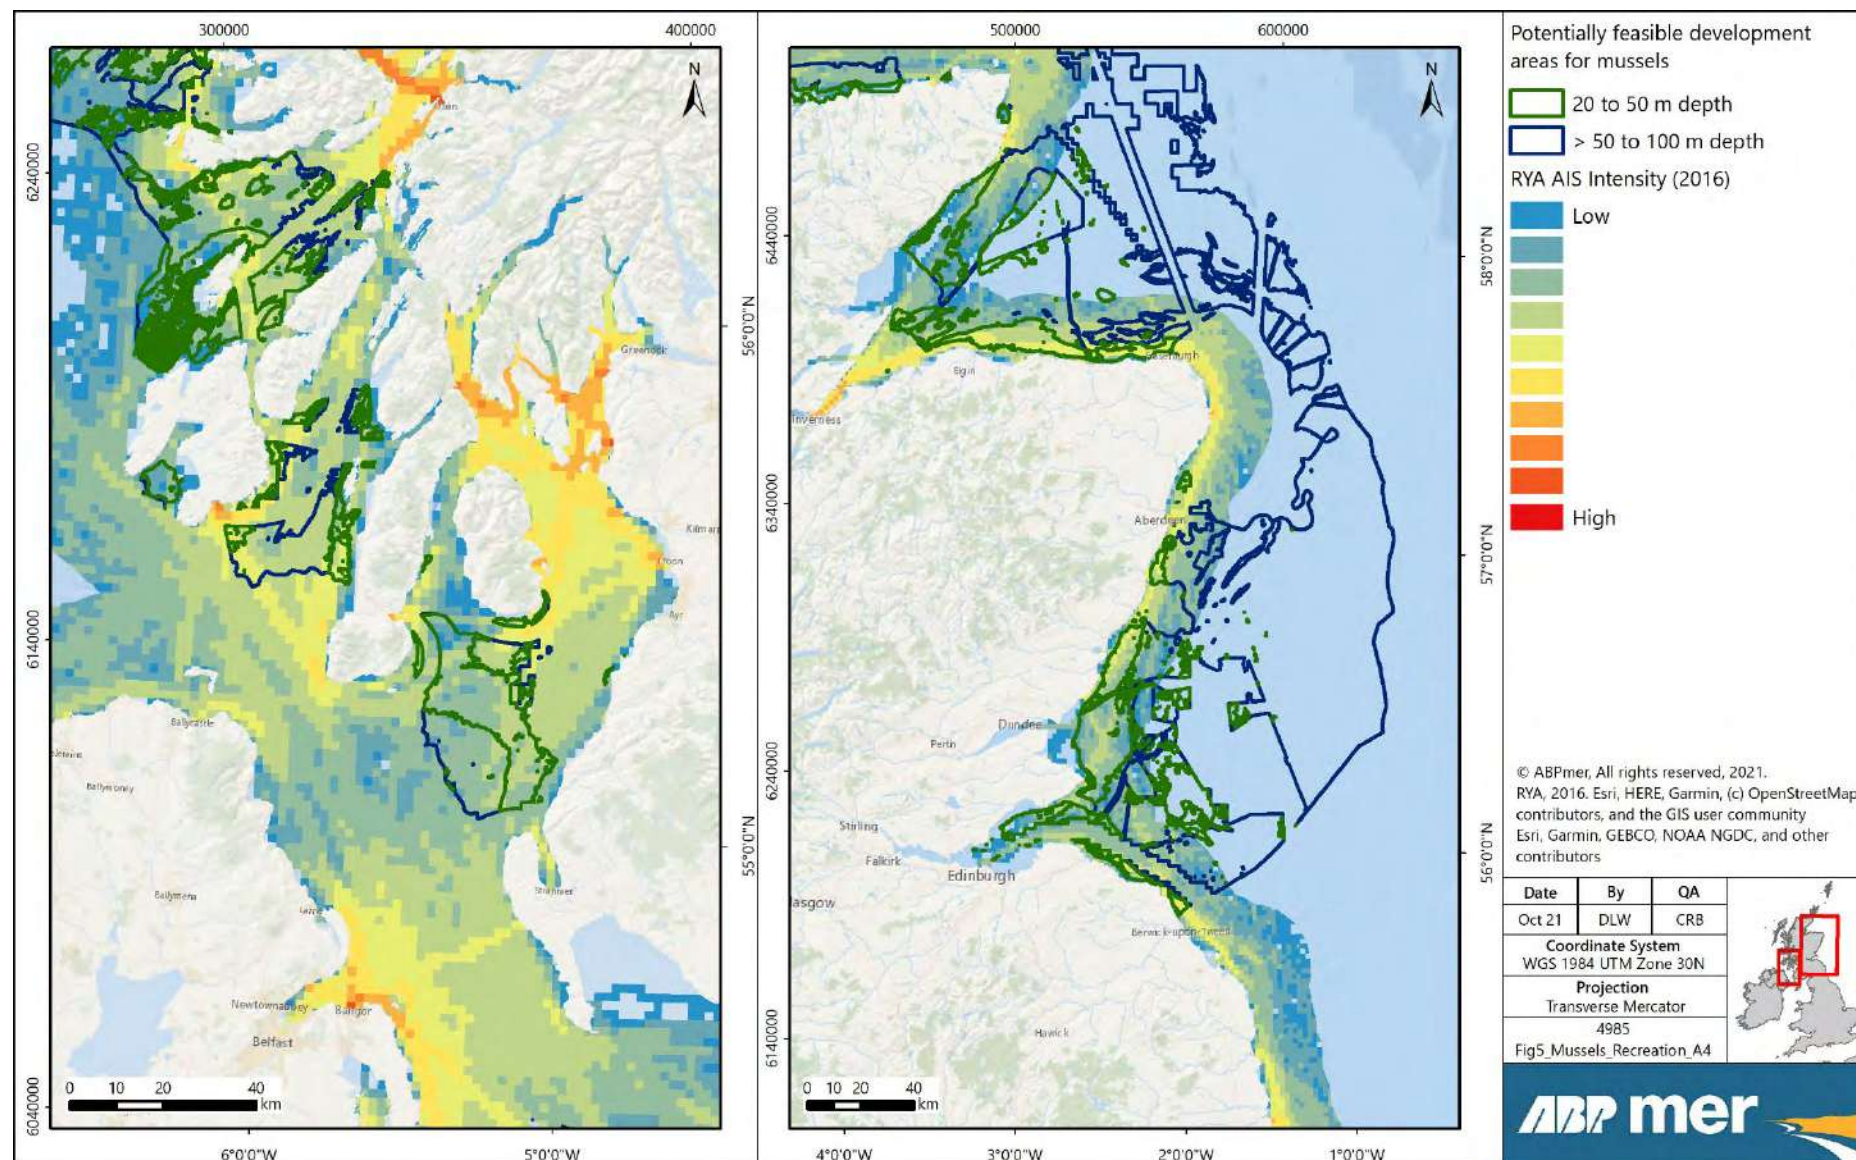 300000
400000
N
6240000
6140000
6040000
56°0'0"N
55°0'0"N
Greenock
Ayr
Ballycastle
Ballymoney
Ballymena
Larne
Stranraer
Newtownabbey
Bangor
Belfast
0 10 20 40
km
6°0'0"W
5°0'0"W
500000
600000
N
6440000
6340000
6240000
6140000
58°0'0"N
57°0'0"N
56°0'0"N
Elgin
Inverness
Aberdeen
Dundee
Perth
Stirling
Falkirk
Edinburgh
asgow
Berwick-upon-Tweed
Hawick
0 10 20 40
km
4°0'0"W
3°0'0"W
2°0'0"W
1°0'0"W
Potentially feasible development
areas for mussels
20 to 50 m depth
> 50 to 100 m depth
RYA AIS Intensity (2016)
Low
High
© ABPmer, All rights reserved, 2021.
RYA, 2016. Esri, HERE, Garmin, (c) OpenStreetMap
contributors, and the GIS user community
Esri, Garmin, GEBCO, NOAA NGDC, and other
contributors
Date By QA
Oct 21 DLW CRB
Coordinate System
WGS 1984 UTM Zone 30N
Projection
Transverse Mercator
4985
Fig5_Mussels_Recreation_A4
ABPmer